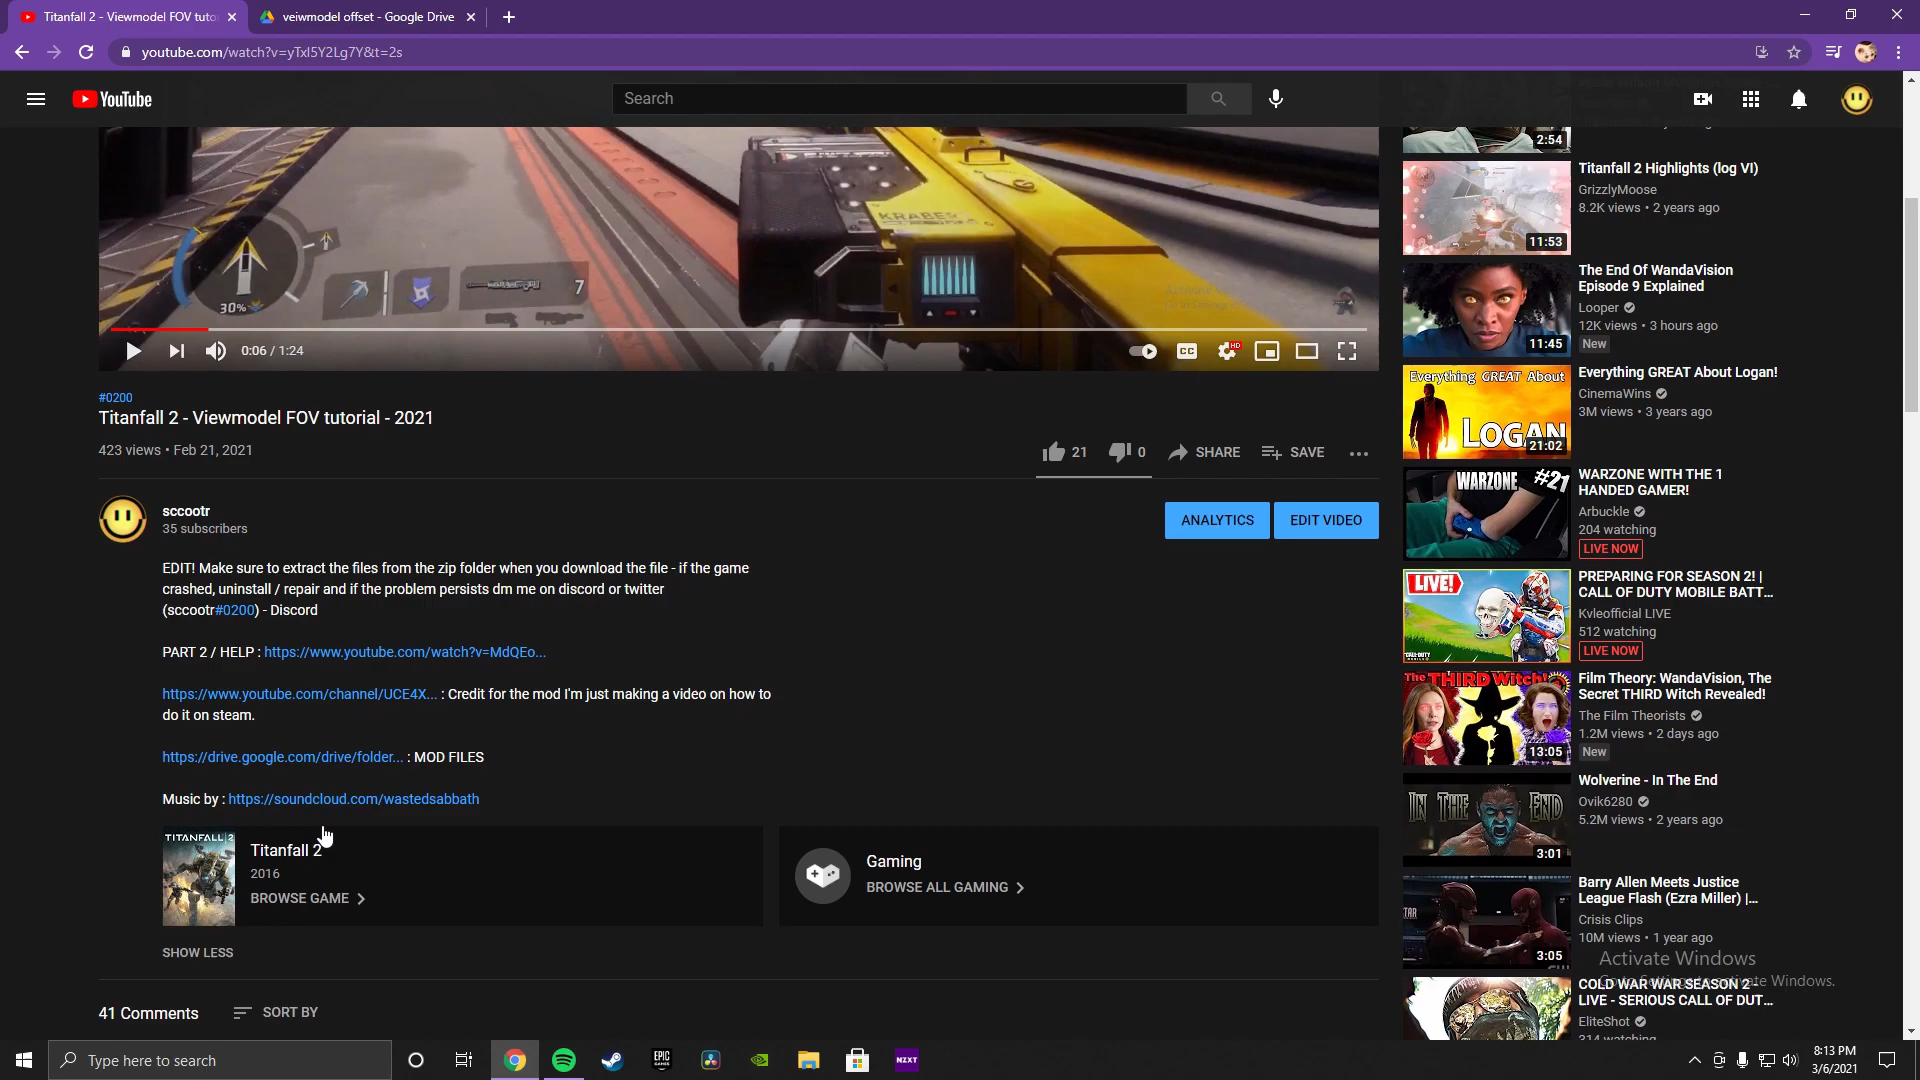 Titanfall 2 - Viewmodel FOV tuto
veiwmodel offset - Google Drive
youtube.com/watch?v=yTxl5Y2Lg7Y&t=2s
YouTube
Search
KRABER
30%
7
0:06 / 1:24
CC
HD
#0200
Titanfall 2 - Viewmodel FOV tutorial - 2021
423 views • Feb 21, 2021
21
0
SHARE
SAVE
sccootr
35 subscribers
ANALYTICS
EDIT VIDEO
EDIT! Make sure to extract the files from the zip folder when you download the file - if the game
crashed, uninstall / repair and if the problem persists dm me on discord or twitter
(sccootr#0200) - Discord
PART 2 / HELP : https://www.youtube.com/watch?v=MdQEo...
https://www.youtube.com/channel/UCE4X... : Credit for the mod I'm just making a video on how to
do it on steam.
https://drive.google.com/drive/folder... : MOD FILES
Music by : https://soundcloud.com/wastedsabbath
TITANFALL 2
Titanfall 2
2016
BROWSE GAME
Gaming
BROWSE ALL GAMING
SHOW LESS
41 Comments
SORT BY
2:54
Titanfall 2 Highlights (log VI)
GrizzlyMoose
8.2K views • 2 years ago
11:53
The End Of WandaVision
Episode 9 Explained
Looper
12K views • 3 hours ago
New
11:45
Everything GREAT About
LOGAN
21:02
Everything GREAT About Logan!
CinemaWins
3M views • 3 years ago
WARZONE #21
WARZONE WITH THE 1
HANDED GAMER!
Arbuckle
204 watching
LIVE NOW
LIVE!
PREPARING FOR SEASON 2! |
CALL OF DUTY MOBILE BATT...
Kvleofficial LIVE
512 watching
LIVE NOW
The THIRD Witch!
13:05
Film Theory: WandaVision, The
Secret THIRD Witch Revealed!
The Film Theorists
1.2M views • 2 days ago
New
IN THE END
3:01
Wolverine - In The End
Ovik6280
5.2M views • 2 years ago
3:05
Barry Allen Meets Justice
League Flash (Ezra Miller) |...
Crisis Clips
10M views • 1 year ago
Activate Windows
Go to Settings to activate Windows.
COLD WAR WAR SEASON 2 -
LIVE - SERIOUS CALL OF DUT...
EliteShot
314 watching
Type here to search
EPIC GAMES
NZXT
8:13 PM
3/6/2021